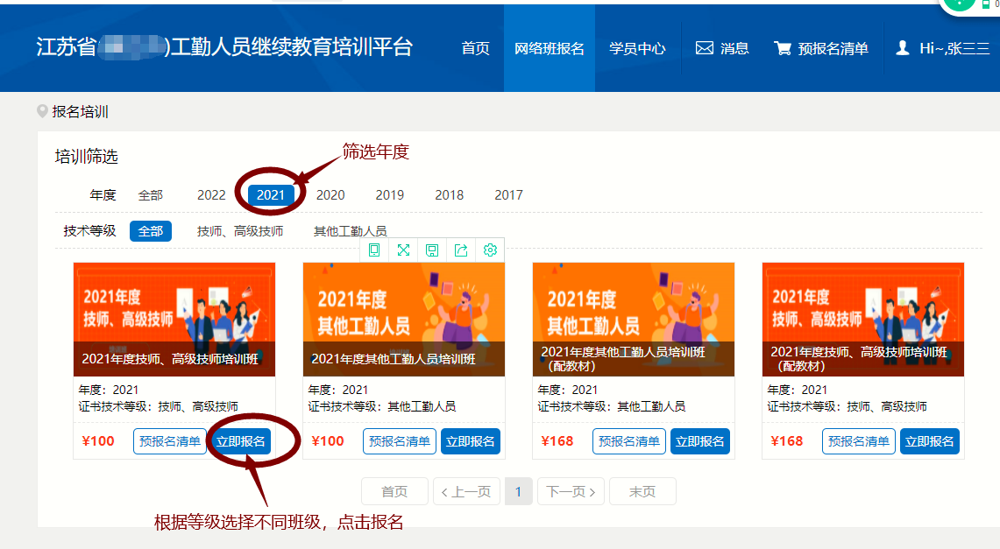 江苏省
)工勤人员继续教育培训平台
首页
网络班报名
学员中心
消息
预报名清单
Hi~,张三三
报名培训
培训筛选
筛选年度
年度 全部 2022 2021 2020 2019 2018 2017
技术等级 全部 技师、高级技师 其他工勤人员
2021年度
技师、高级技师
2021年度技师、高级技师培训班
年度：2021
证书技术等级：技师、高级技师
¥100 预报名清单 立即报名
2021年度
其他工勤人员
2021年度其他工勤人员培训班
年度：2021
证书技术等级：其他工勤人员
¥100 预报名清单 立即报名
2021年度
其他工勤人员
2021年度其他工勤人员培训班
（配教材）
年度：2021
证书技术等级：其他工勤人员
¥168 预报名清单 立即报名
2021年度
技师、高级技师
2021年度技师、高级技师培训班
（配教材）
年度：2021
证书技术等级：技师、高级技师
¥168 预报名清单 立即报名
首页 上一页 1 下一页 末页
根据等级选择不同班级，点击报名